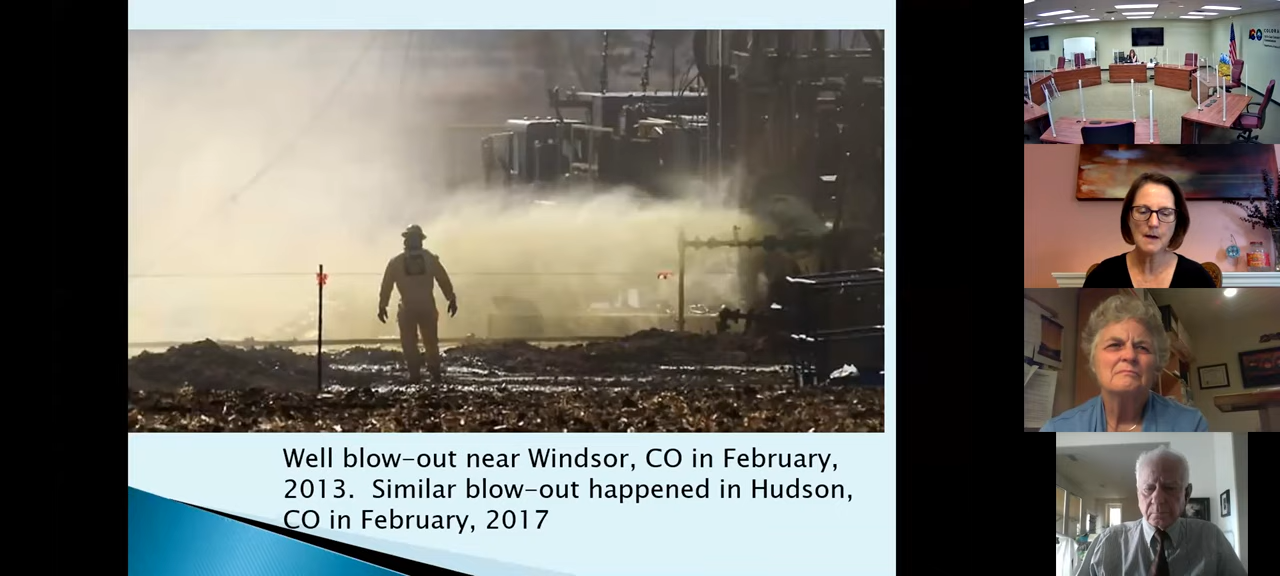 Well blow-out near Windsor, CO in February,
2013.  Similar blow-out happened in Hudson,
CO in February, 2017